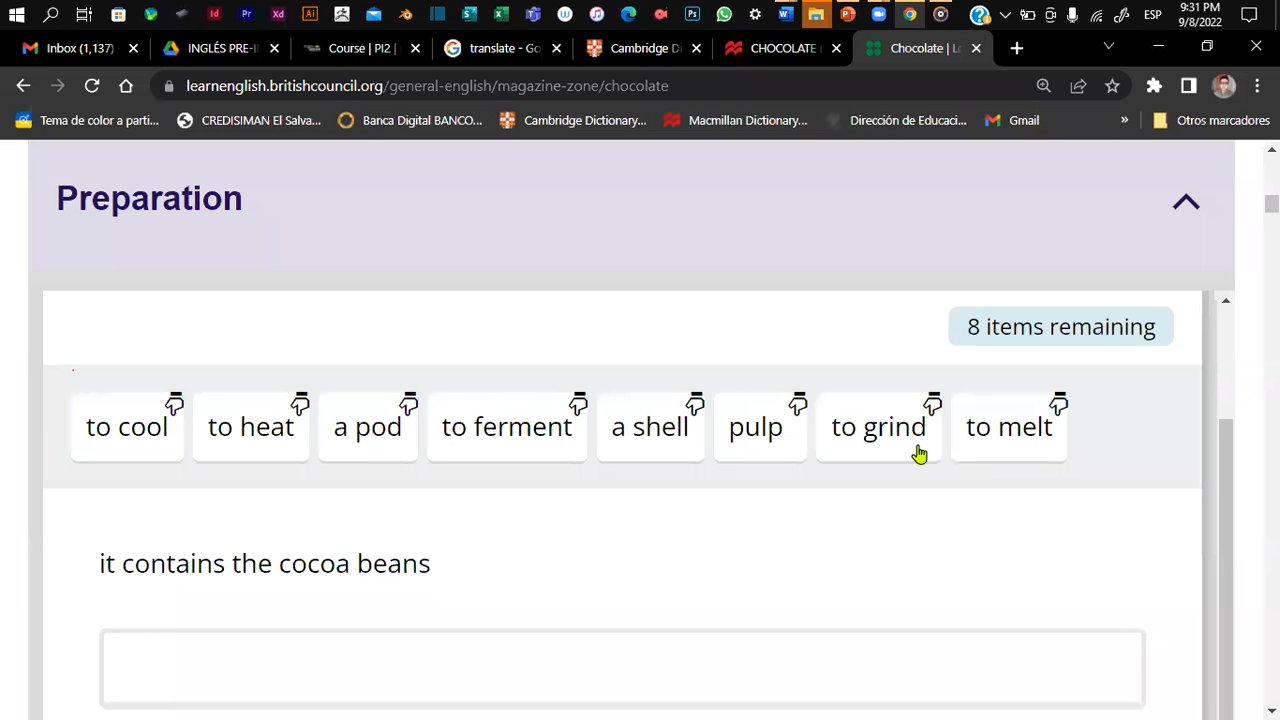 9:31 PM
ESP
9/8/2022
Inbox (1,137)
INGLÉS PRE-I
Course | PI2 |
translate - Go
Cambridge D
CHOCOLATE
Chocolate | L
learnenglish.britishcouncil.org/general-english/magazine-zone/chocolate
Tema de color a parti...
CREDISIMAN El Salva...
Banca Digital BANCO...
Cambridge Dictionary...
Macmillan Dictionary...
Dirección de Educaci...
Gmail
»
Otros marcadores
Preparation
8 items remaining
to cool
to heat
a pod
to ferment
a shell
pulp
to grind
to melt
it contains the cocoa beans